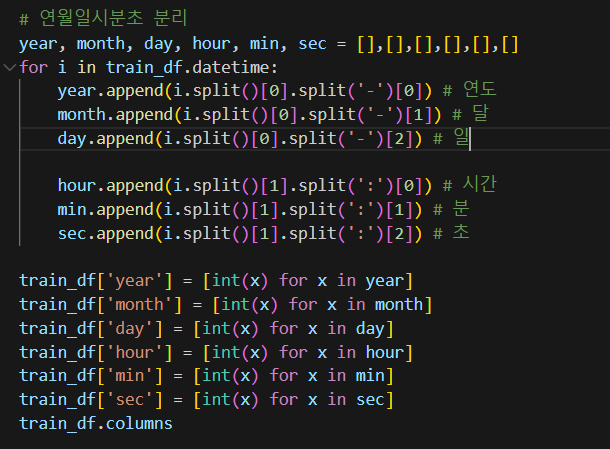 # 연월일시분초 분리
year, month, day, hour, min, sec = [],[],[],[],[],[]
for i in train_df.datetime:
    year.append(i.split()[0].split('-')[0]) # 연도
    month.append(i.split()[0].split('-')[1]) # 달
    day.append(i.split()[0].split('-')[2]) # 일
    hour.append(i.split()[1].split(':')[0]) # 시간
    min.append(i.split()[1].split(':')[1]) # 분
    sec.append(i.split()[1].split(':')[2]) # 초
train_df['year'] = [int(x) for x in year]
train_df['month'] = [int(x) for x in month]
train_df['day'] = [int(x) for x in day]
train_df['hour'] = [int(x) for x in hour]
train_df['min'] = [int(x) for x in min]
train_df['sec'] = [int(x) for x in sec]
train_df.columns